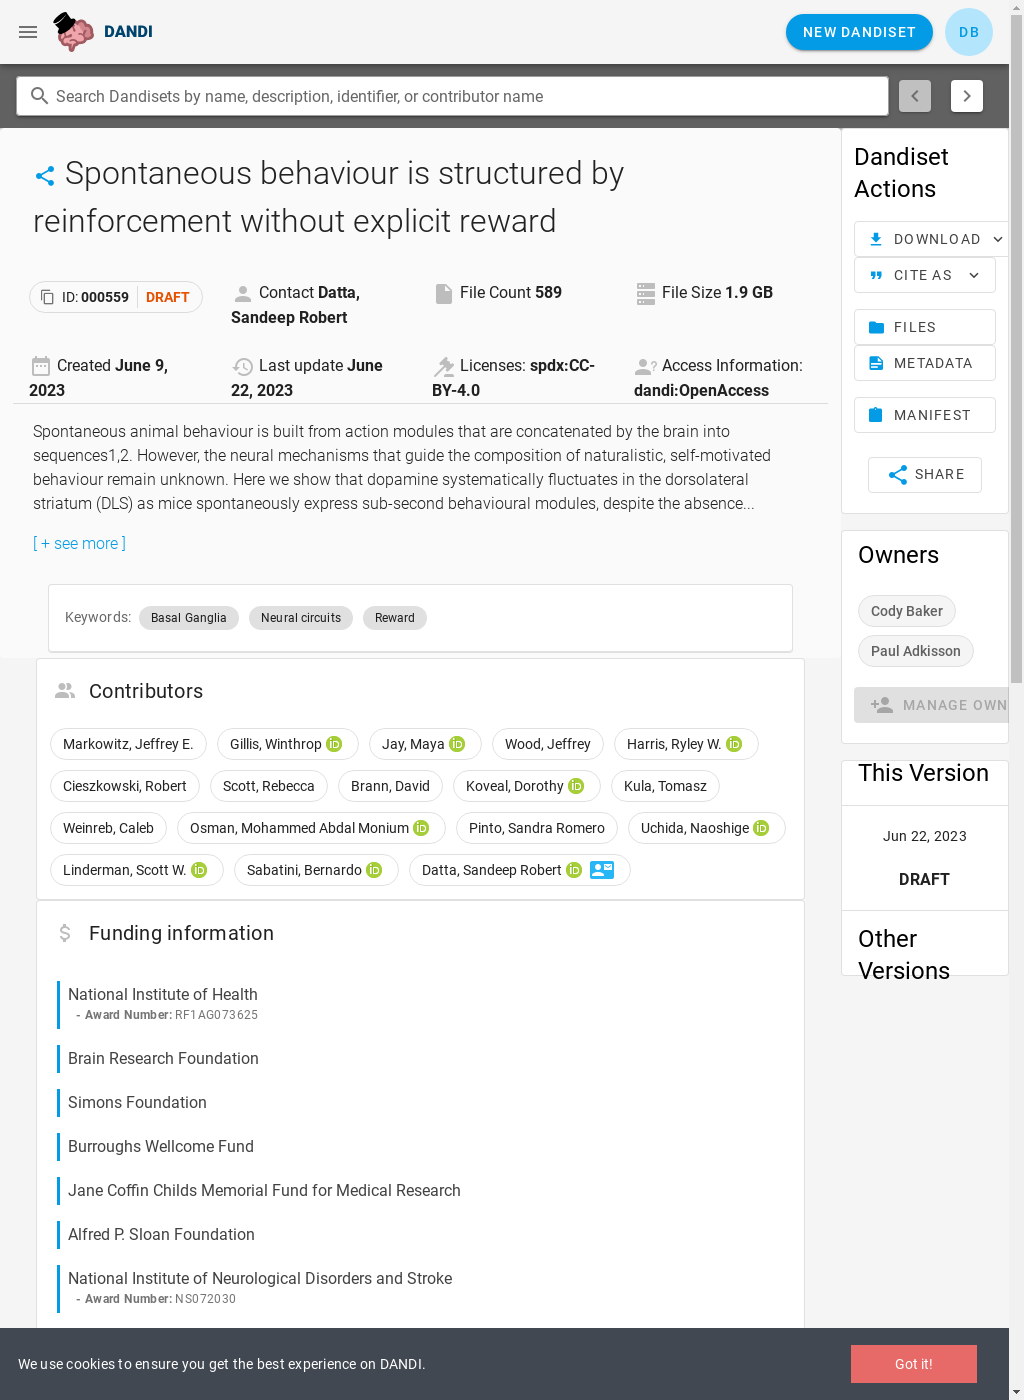 DANDI
NEW DANDISET
DB
Search Dandisets by name, description, identifier, or contributor name
Spontaneous behaviour is structured by
reinforcement without explicit reward
ID: 000559 DRAFT
Contact Datta,
Sandeep Robert
File Count 589
File Size 1.9 GB
Created June 9,
2023
Last update June
22, 2023
Licenses: spdx:CC-
BY-4.0
Access Information:
dandi:OpenAccess
Spontaneous animal behaviour is built from action modules that are concatenated by the brain into
sequences1,2. However, the neural mechanisms that guide the composition of naturalistic, self-motivated
behaviour remain unknown. Here we show that dopamine systematically fluctuates in the dorsolateral
striatum (DLS) as mice spontaneously express sub-second behavioural modules, despite the absence...
[ + see more ]
Keywords: Basal Ganglia Neural circuits Reward
Contributors
Markowitz, Jeffrey E. Gillis, Winthrop iD Jay, Maya iD Wood, Jeffrey Harris, Ryley W. iD
Cieszkowski, Robert Scott, Rebecca Brann, David Koveal, Dorothy iD Kula, Tomasz
Weinreb, Caleb Osman, Mohammed Abdal Monium iD Pinto, Sandra Romero Uchida, Naoshige iD
Linderman, Scott W. iD Sabatini, Bernardo iD Datta, Sandeep Robert iD
Funding information
National Institute of Health
- Award Number: RF1AG073625
Brain Research Foundation
Simons Foundation
Burroughs Wellcome Fund
Jane Coffin Childs Memorial Fund for Medical Research
Alfred P. Sloan Foundation
National Institute of Neurological Disorders and Stroke
- Award Number: NS072030
Dandiset
Actions
DOWNLOAD
CITE AS
FILES
METADATA
MANIFEST
SHARE
Owners
Cody Baker
Paul Adkisson
MANAGE OWN
This Version
Jun 22, 2023
DRAFT
Other
Versions
We use cookies to ensure you get the best experience on DANDI.
Got it!